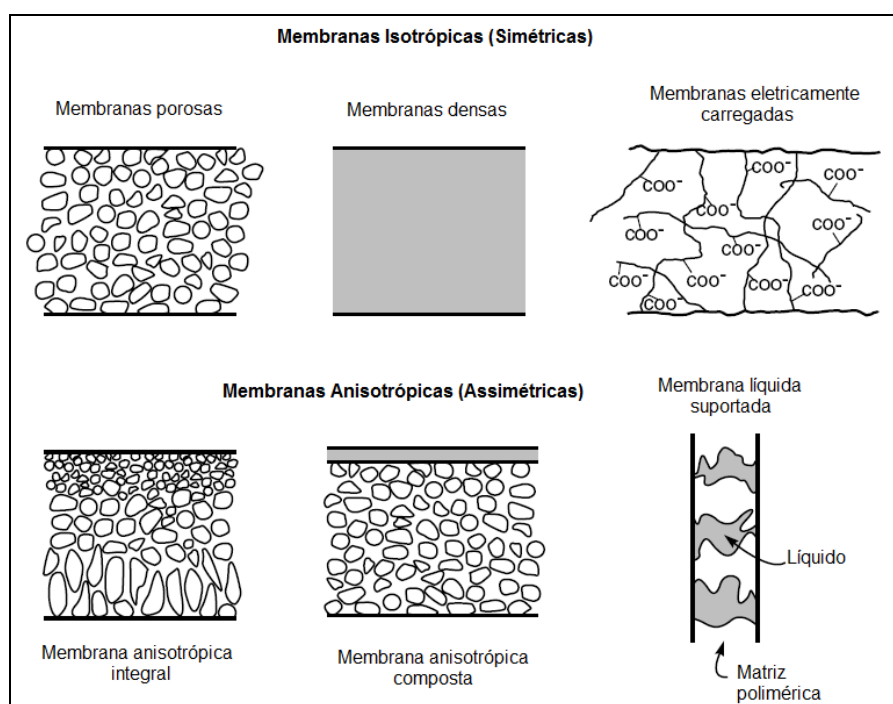 Membranas Isotrópicas (Simétricas)
Membranas porosas
Membranas densas
Membranas eletricamente
carregadas
COO⁻
COO⁻
COO⁻
COO⁻
COO⁻
COO⁻
COO⁻
COO⁻
COO⁻
COO⁻
COO⁻
COO⁻
Membranas Anisotrópicas (Assimétricas)
Membrana líquida
suportada
Líquido
Membrana anisotrópica
integral
Membrana anisotrópica
composta
Matriz
polimérica